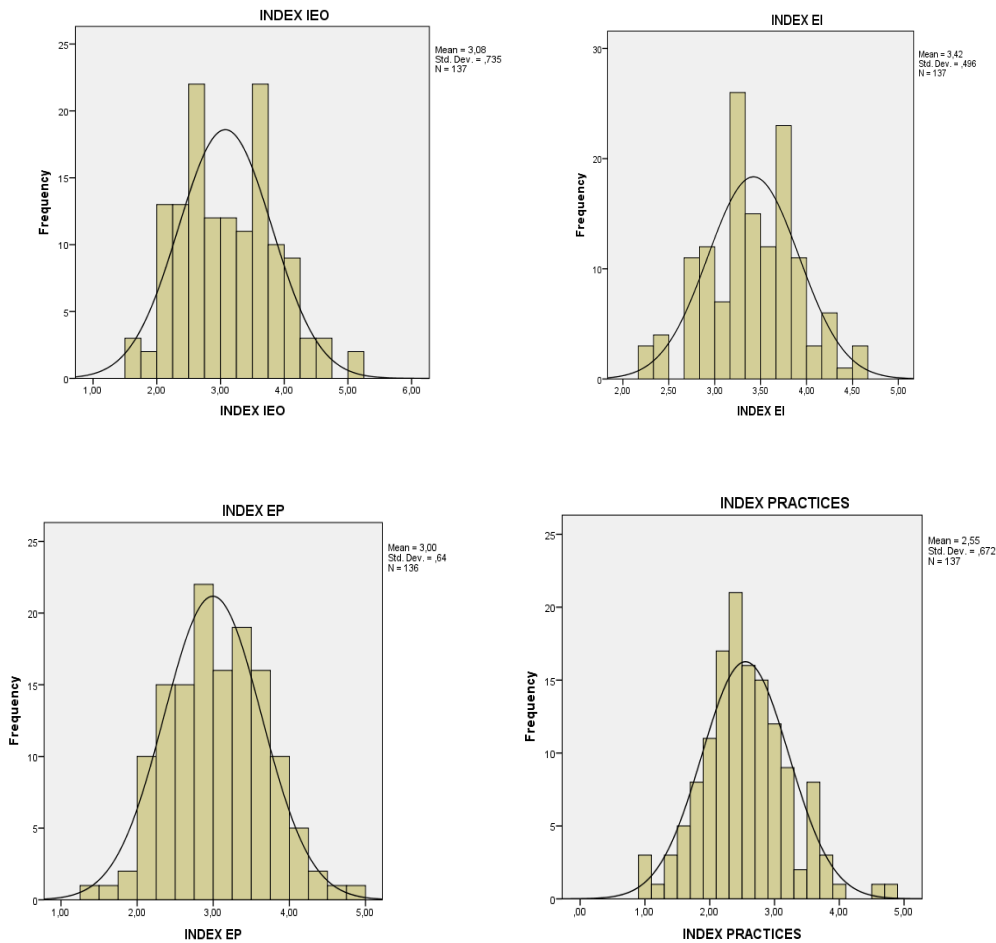 INDEX IEO
Mean = 3,08
Std. Dev. = ,735
N = 137
Frequency
25
20
15
10
5
0
1,00 2,00 3,00 4,00 5,00 6,00
INDEX IEO
INDEX EI
Mean = 3,42
Std. Dev. = ,496
N = 137
Frequency
30
20
10
0
2,00 2,50 3,00 3,50 4,00 4,50 5,00
INDEX EI
INDEX EP
Mean = 3,00
Std. Dev. = ,64
N = 136
Frequency
25
20
15
10
5
0
1,00 2,00 3,00 4,00 5,00
INDEX EP
INDEX PRACTICES
Mean = 2,55
Std. Dev. = ,672
N = 137
Frequency
25
20
15
10
5
0
,00 1,00 2,00 3,00 4,00 5,00
INDEX PRACTICES